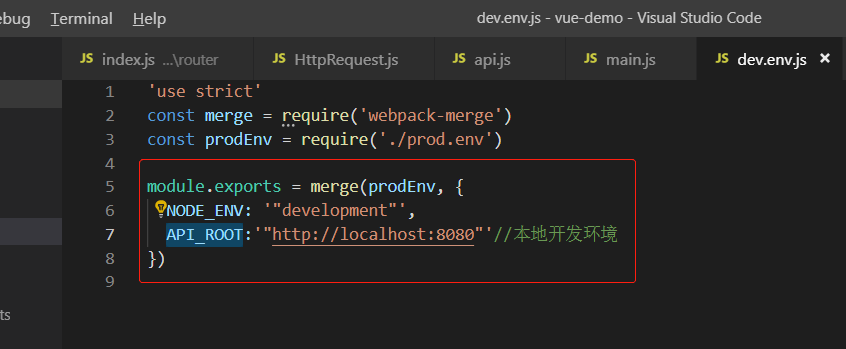 ebug Terminal Help dev.env.js - vue-demo - Visual Studio Code
JS index.js ...\router JS HttpRequest.js JS api.js JS main.js JS dev.env.js ×
1 'use strict'
2 const merge = require('webpack-merge')
3 const prodEnv = require('./prod.env')
4
5 module.exports = merge(prodEnv, {
6 NODE_ENV: '"development"',
7 API_ROOT:'"http://localhost:8080"'//本地开发环境
8 })
9
ts